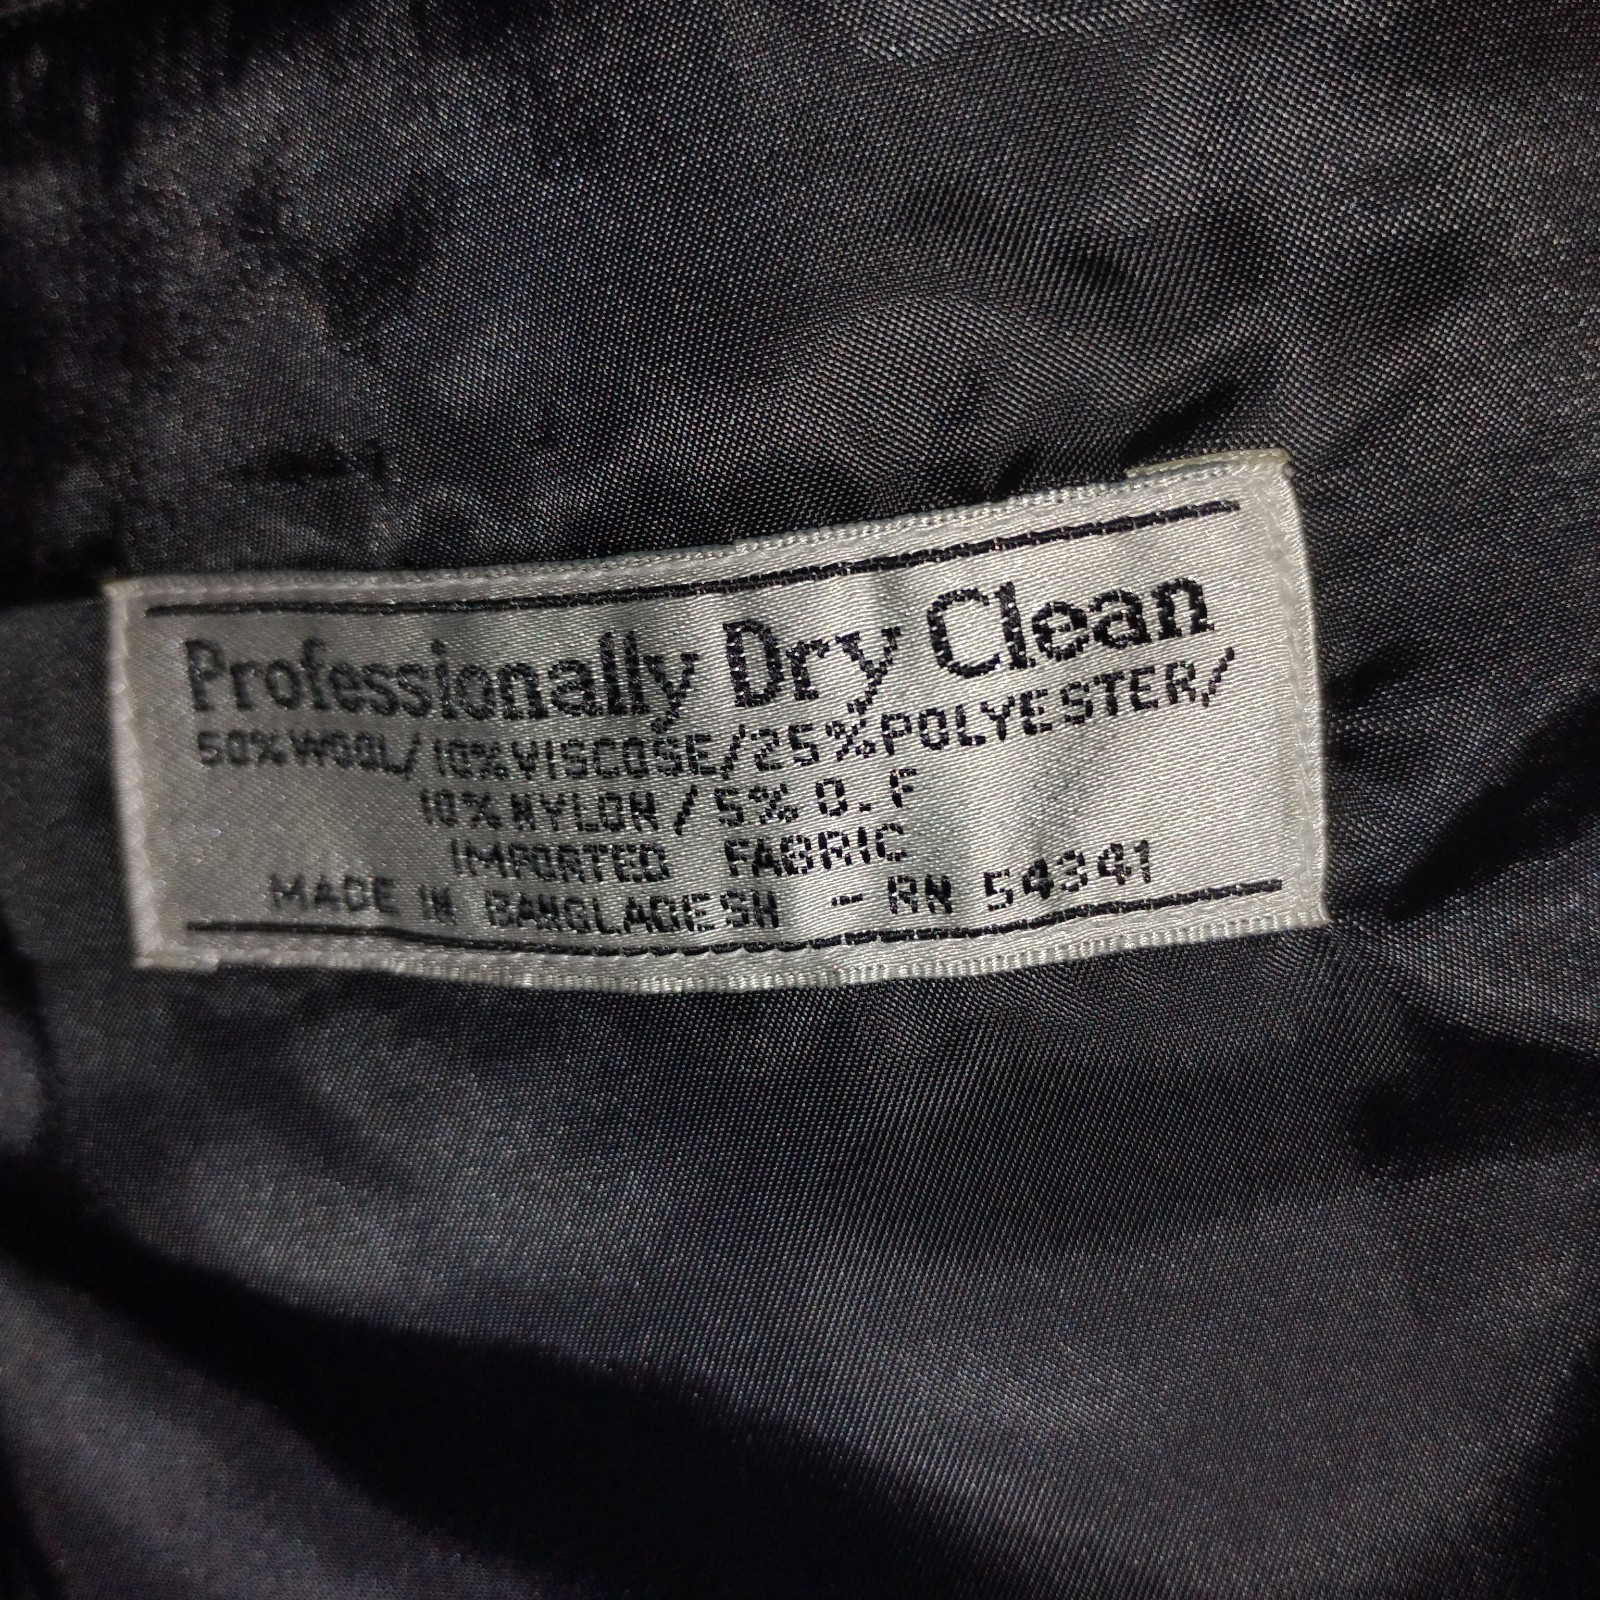 Professionally Dry Clean
50%WOOL/10%VISCOSE/25%POLYESTER/
10%NYLON/5% O.F
IMPORTED FABRIC
MADE IN BANGLADESH - RN 54341